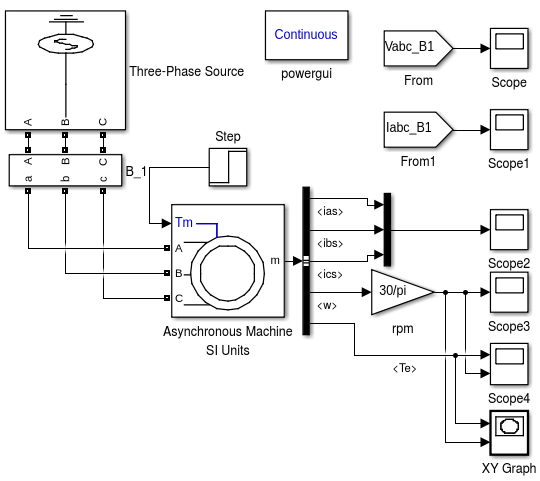 Continuous
powergui
Three-Phase Source
A
B
C
A
B
C
a
b
c
B_1
Vabc_B1
From
Scope
Iabc_B1
From1
Scope1
Step
Tm
A
B
C
m
Asynchronous Machine
SI Units
<ias>
<ibs>
<ics>
<w>
<Te>
Scope2
30/pi
rpm
Scope3
Scope4
XY Graph